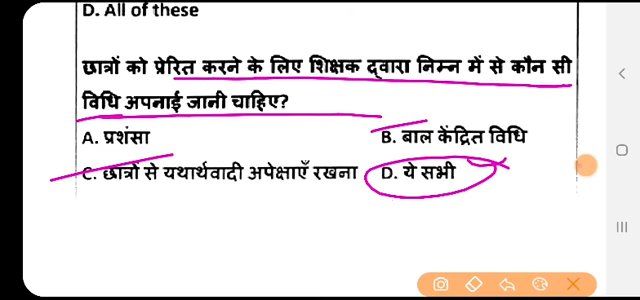 D. All of these
छात्रों को प्रेरित करने के लिए शिक्षक द्वारा निम्न में से कौन सी
विधि अपनाई जानी चाहिए?
A. प्रशंसा B. बाल केंद्रित विधि
C. छात्रों से यथार्थवादी अपेक्षाएँ रखना D. ये सभी